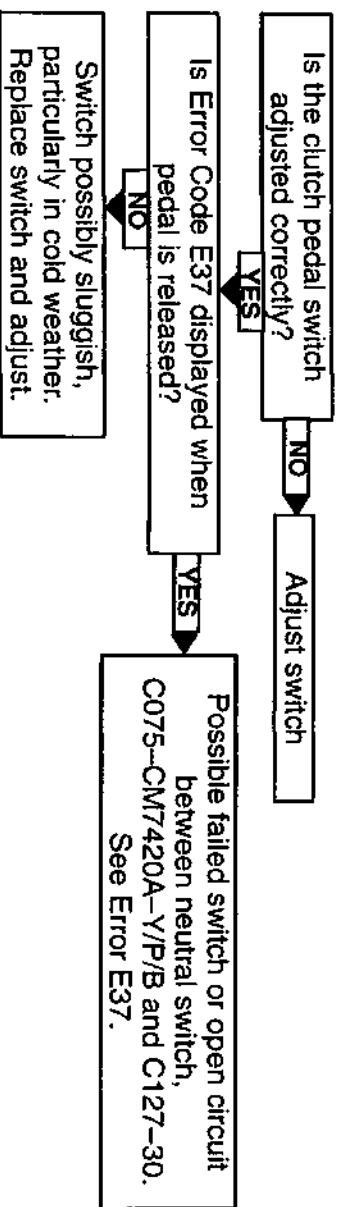 Is the clutch pedal switch
adjusted correctly?
NO
Adjust switch
YES
Is Error Code E37 displayed when
pedal is released?
YES
Possible failed switch or open circuit
between neutral switch,
C075–CM7420A–Y/P/B and C127–30.
See Error E37.
NO
Switch possibly sluggish,
particularly in cold weather.
Replace switch and adjust.